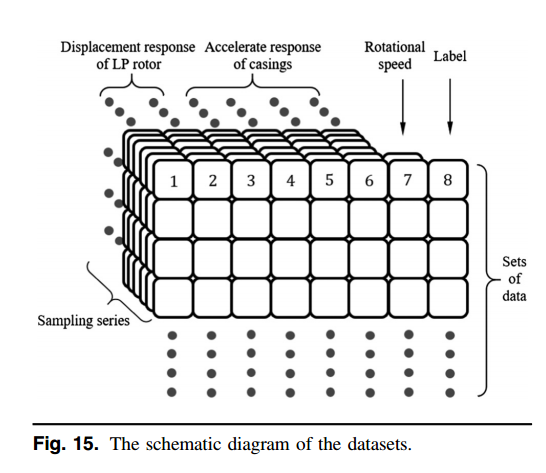 Displacement response
of LP rotor
Accelerate response
of casings
Rotational
speed
Label
1 2 3 4 5 6 7 8
Sets
of
data
Sampling series
Fig. 15. The schematic diagram of the datasets.